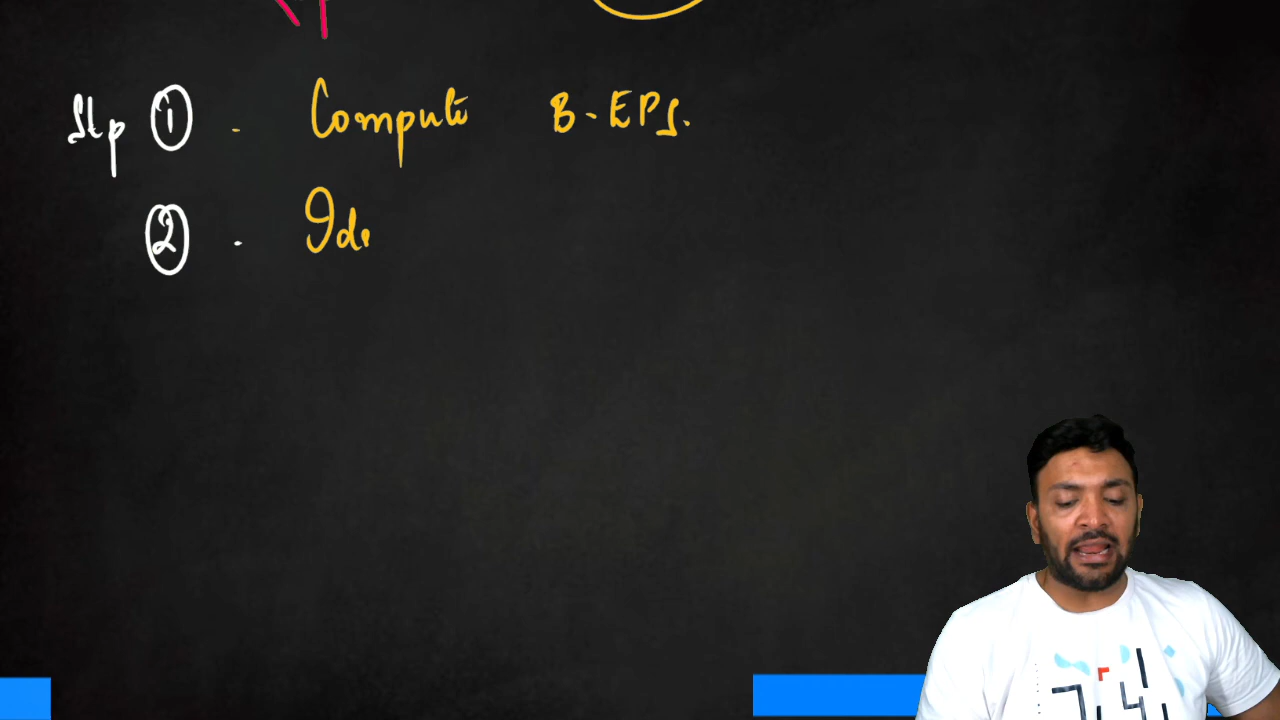 Step ① . Compute B-EPS.
② . Ide